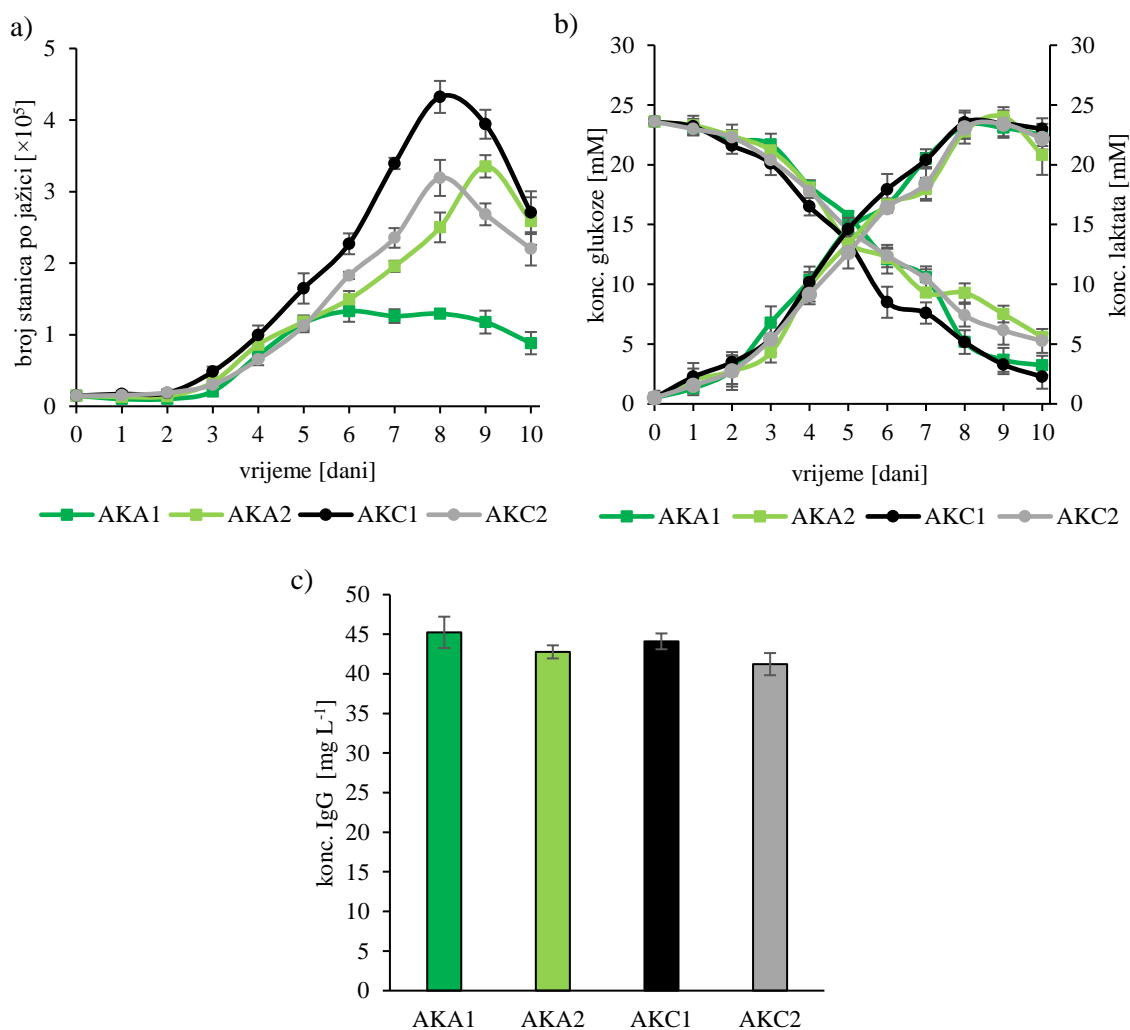 a)
broj stanica po jažici [×10⁵]
5
4
3
2
1
0
0 1 2 3 4 5 6 7 8 9 10
vrijeme [dani]
AKA1 AKA2 AKC1 AKC2
b)
konc. glukoze [mM]
30
25
20
15
10
5
0
30
25
20
15
10
5
0
konc. laktata [mM]
0 1 2 3 4 5 6 7 8 9 10
vrijeme [dani]
AKA1 AKA2 AKC1 AKC2
c)
konc. IgG [mg L⁻¹]
50
45
40
35
30
25
20
15
10
5
0
AKA1 AKA2 AKC1 AKC2